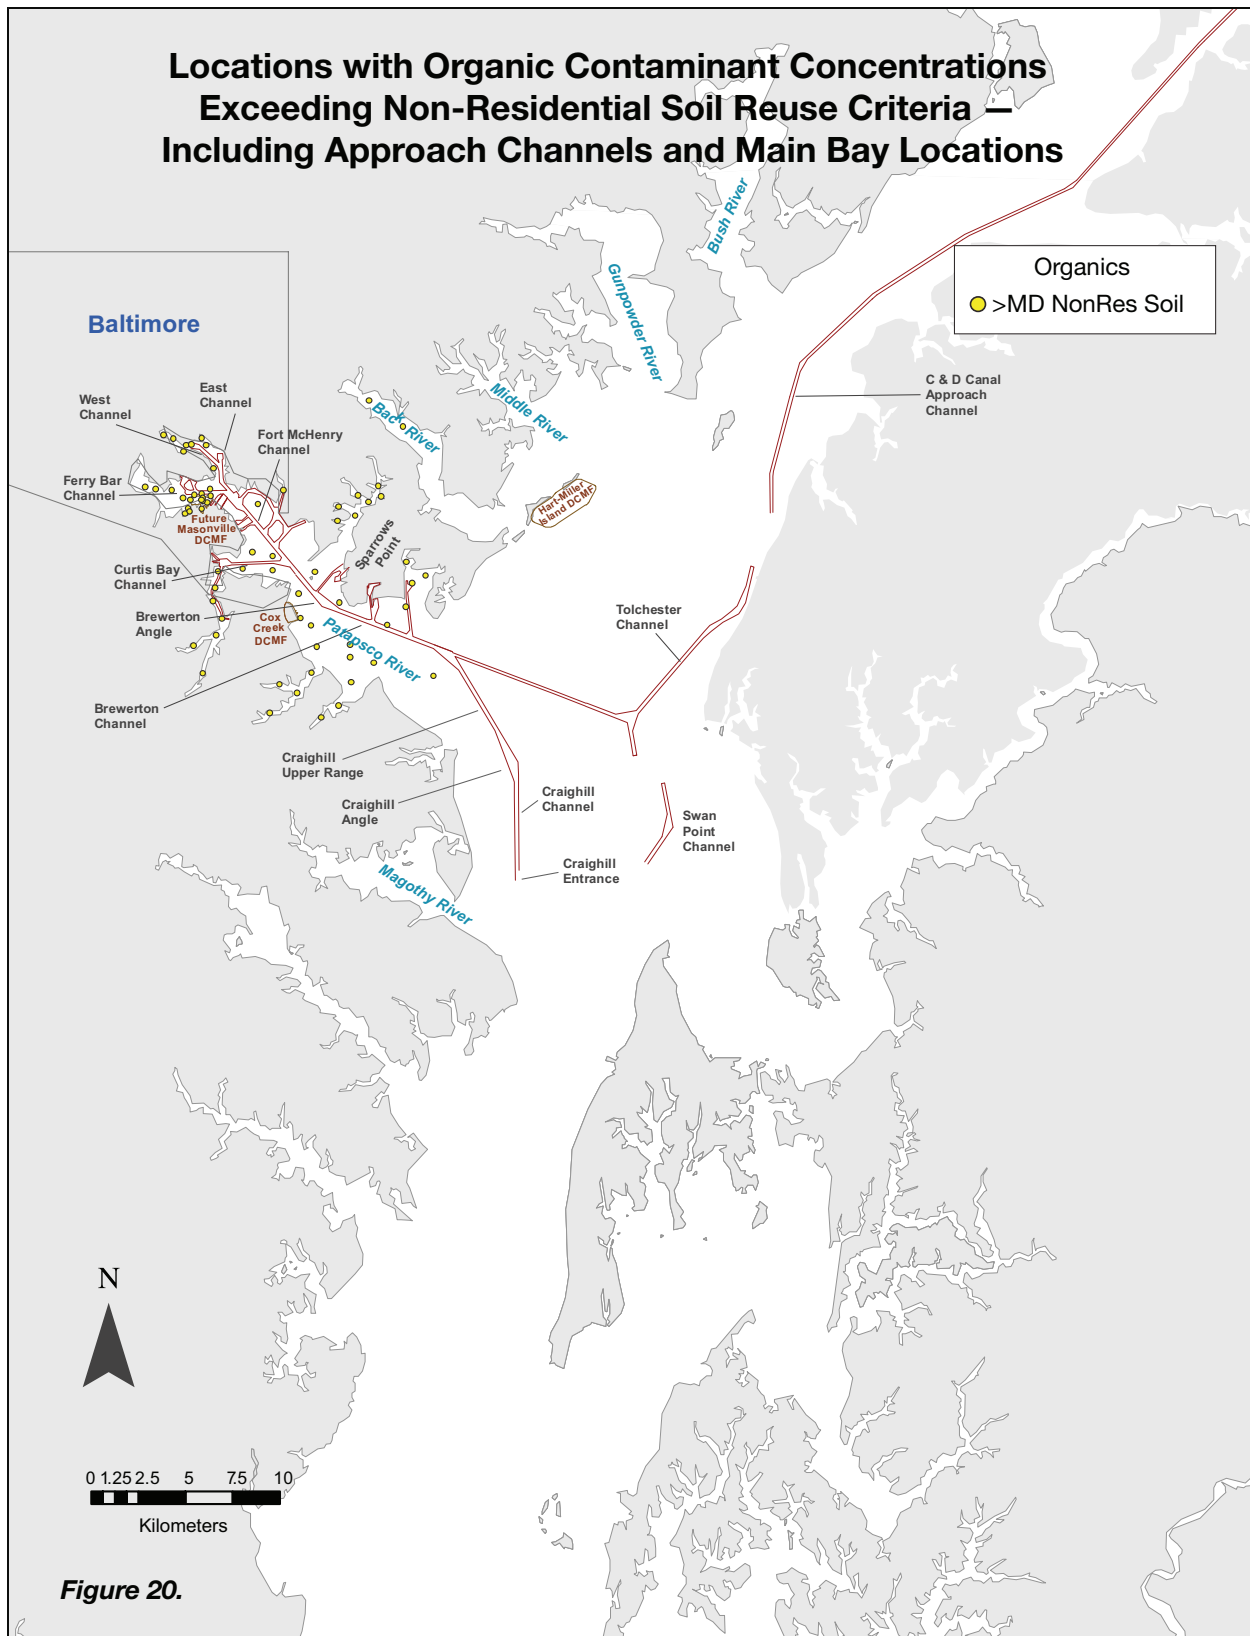 Locations with Organic Contaminant Concentrations
Exceeding Non-Residential Soil Reuse Criteria —
Including Approach Channels and Main Bay Locations
Bush River
Gunpowder River
Organics
>MD NonRes Soil
Baltimore
C & D Canal
Approach
Channel
Middle River
Back River
East
Channel
West
Channel
Fort McHenry
Channel
Ferry Bar
Channel
Hart-Miller
Island DCMF
Future
Masonville
DCMF
Sparrows
Point
Curtis Bay
Channel
Brewerton
Angle
Cox
Creek
DCMF
Patapsco River
Tolchester
Channel
Brewerton
Channel
Craighill
Upper Range
Craighill
Angle
Craighill
Channel
Swan
Point
Channel
Craighill
Entrance
Magothy River
N
0 1.25 2.5 5 7.5 10
Kilometers
Figure 20.